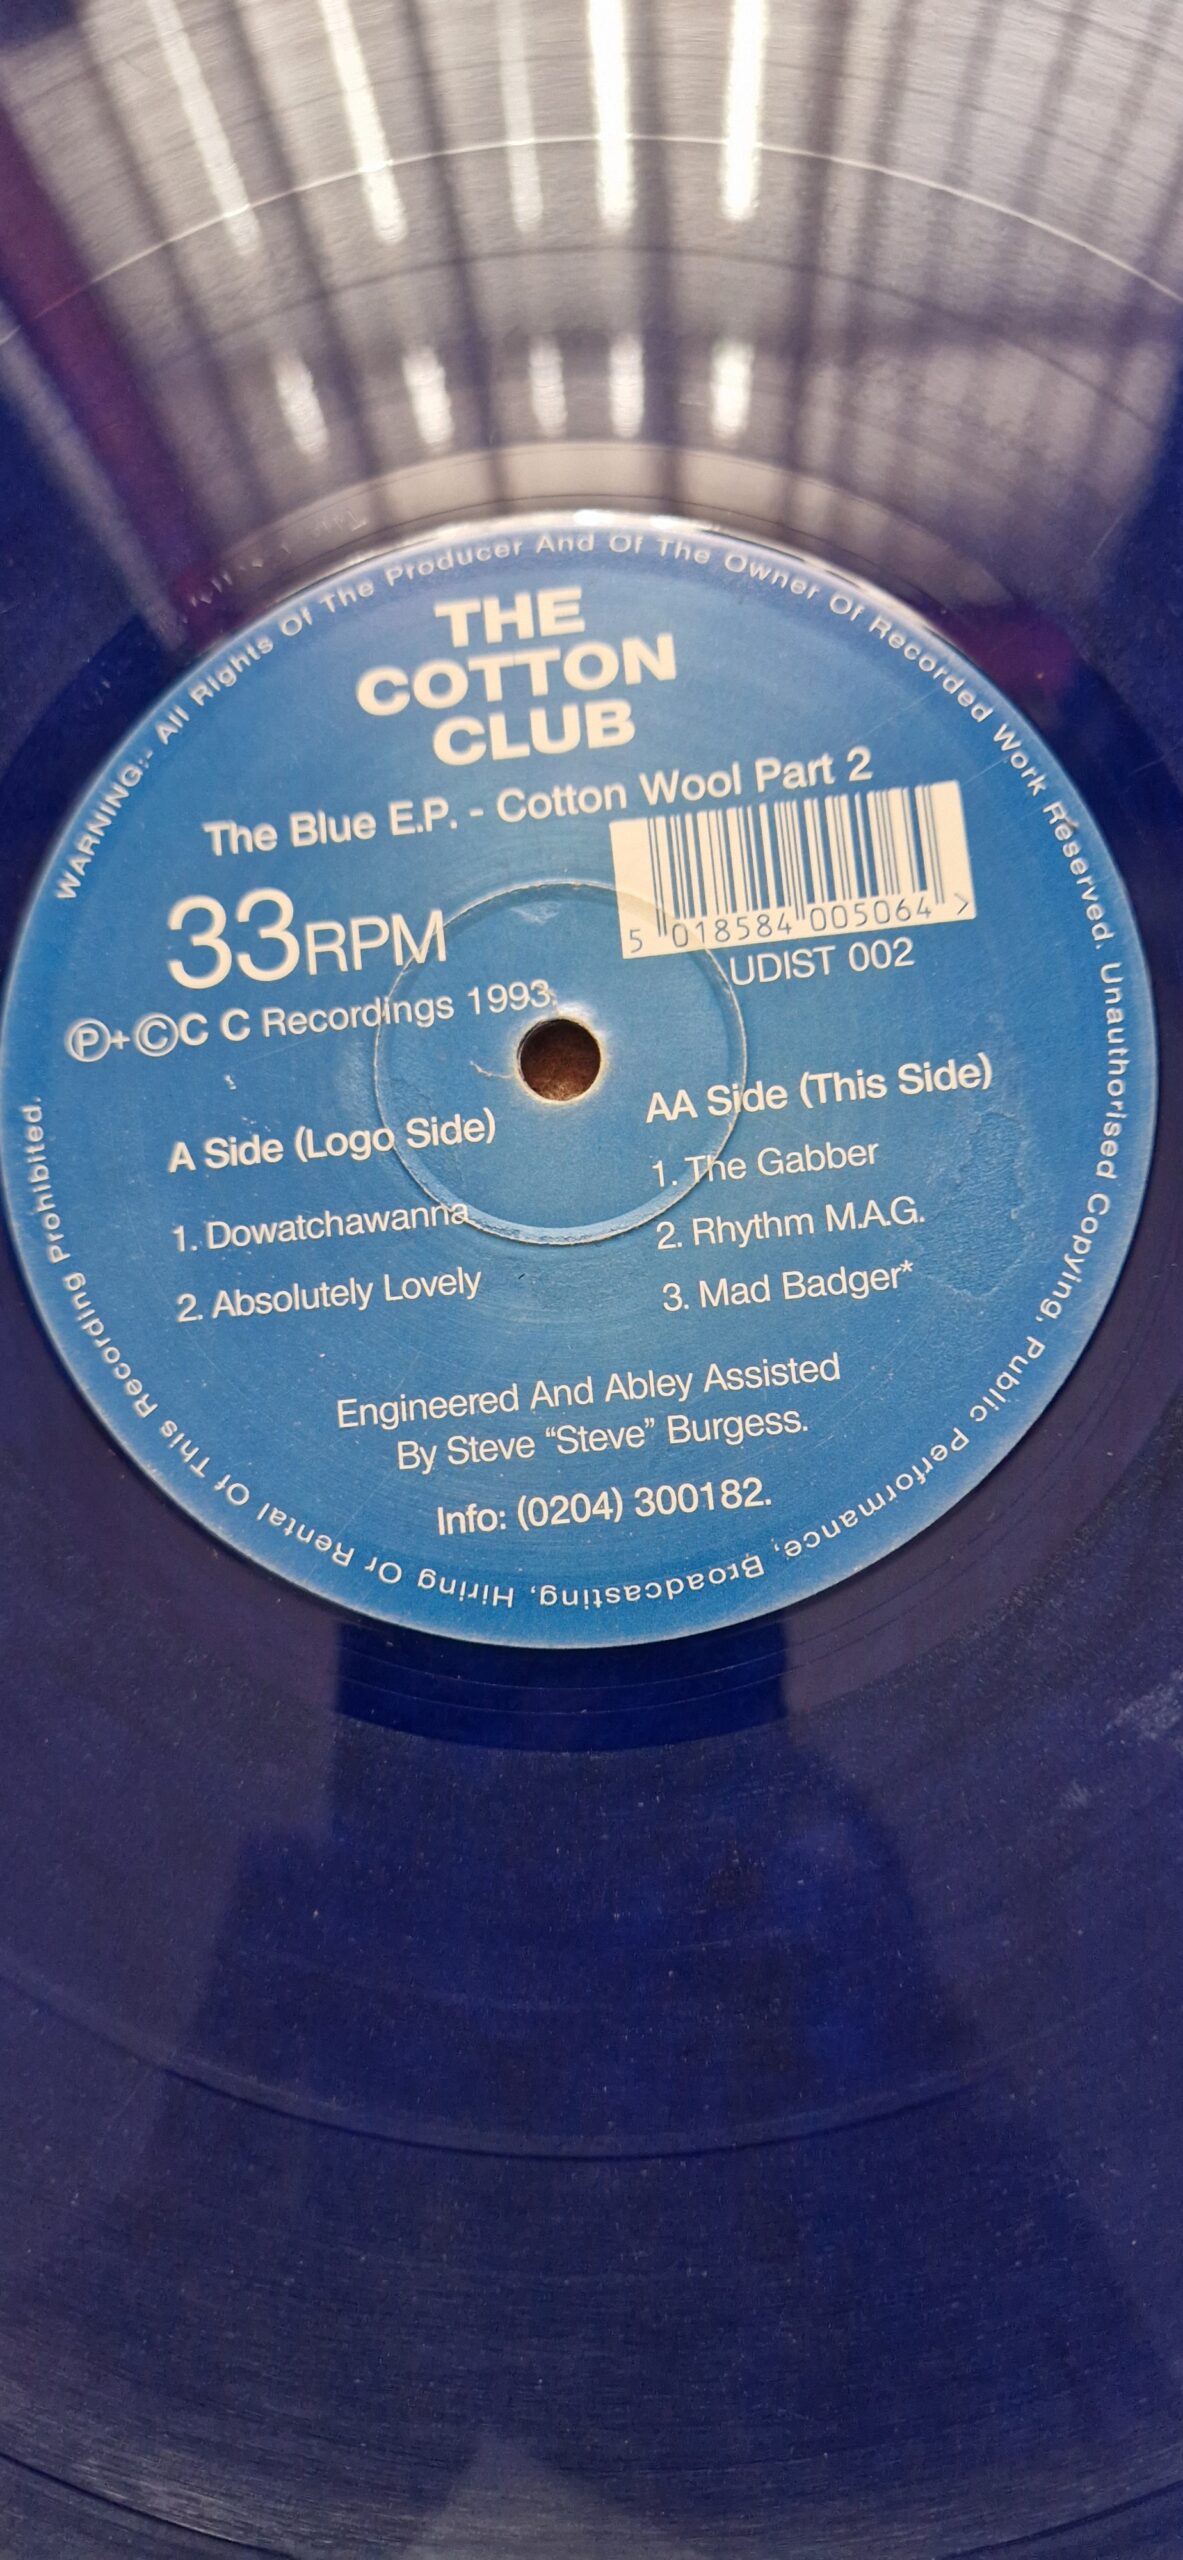 WARNING:- All Rights Of The Producer And Of The Owner Of Recorded Work Reserved. Unauthorised Copying, Public Performance, Broadcasting, Hiring Or Rental Of This Recording Prohibited.
THE
COTTON
CLUB
The Blue E.P. - Cotton Wool Part 2
33RPM
5 018584 005064 >
UDIST 002
Ⓟ+©C C Recordings 1993.
A Side (Logo Side)
1. Dowatchawanna
2. Absolutely Lovely
AA Side (This Side)
1. The Gabber
2. Rhythm M.A.G.
3. Mad Badger*
Engineered And Abley Assisted
By Steve “Steve” Burgess.
Info: (0204) 300182.